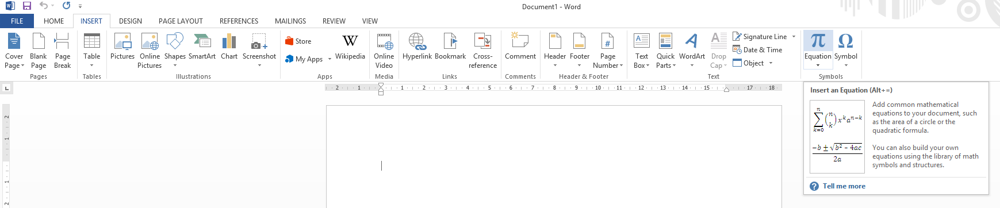 Document1 - Word
FILE HOME INSERT DESIGN PAGE LAYOUT REFERENCES MAILINGS REVIEW VIEW
Cover Page
Blank Page
Page Break
Pages
Table
Tables
Pictures
Online Pictures
Shapes
SmartArt
Chart
Screenshot
Illustrations
Store
My Apps
W
Wikipedia
Apps
Online Video
Media
Hyperlink
Bookmark
Cross-reference
Links
Comment
Comments
Header
Footer
#
Page Number
Header & Footer
A
Text Box
Quick Parts
A
WordArt
A
Drop Cap
Signature Line
Date & Time
Object
Text
π
Equation
Ω
Symbol
Symbols
L
2 1 1 2 3 4 5 6 7 8 9 10 11 12 13 14 15 17 18
2
1
1
2
Insert an Equation (Alt+=)
∑ n k=0 (n k) x^k a^n−k
−b ± √b² − 4ac
2a
Add common mathematical
equations to your document, such
as the area of a circle or the
quadratic formula.
You can also build your own
equations using the library of math
symbols and structures.
? Tell me more